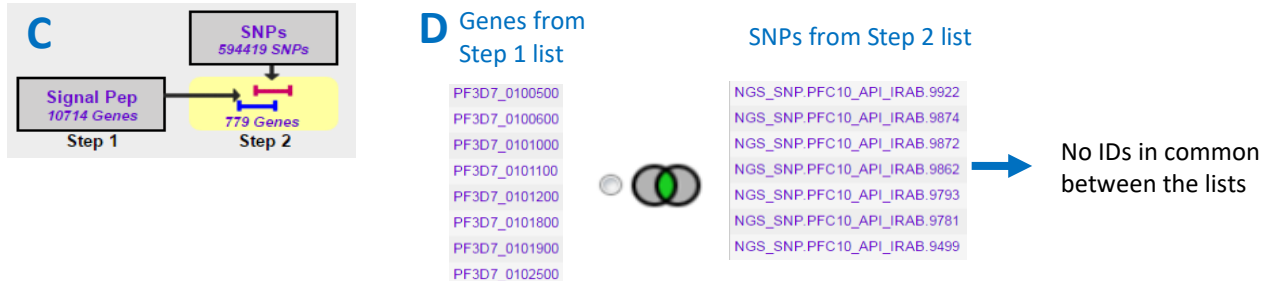 C
SNPs
594419 SNPs
Signal Pep
10714 Genes
779 Genes
Step 1
Step 2
D
Genes from
Step 1 list
SNPs from Step 2 list
PF3D7_0100500
PF3D7_0100600
PF3D7_0101000
PF3D7_0101100
PF3D7_0101200
PF3D7_0101800
PF3D7_0101900
PF3D7_0102500
NGS_SNP.PFC10_API_IRAB.9922
NGS_SNP.PFC10_API_IRAB.9874
NGS_SNP.PFC10_API_IRAB.9872
NGS_SNP.PFC10_API_IRAB.9862
NGS_SNP.PFC10_API_IRAB.9793
NGS_SNP.PFC10_API_IRAB.9781
NGS_SNP.PFC10_API_IRAB.9499
No IDs in common
between the lists